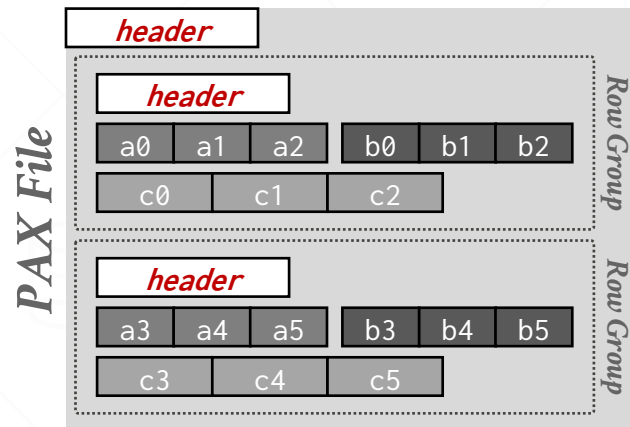 PAX File
header
Row Group
header
a0 a1 a2 b0 b1 b2
c0 c1 c2
Row Group
header
a3 a4 a5 b3 b4 b5
c3 c4 c5